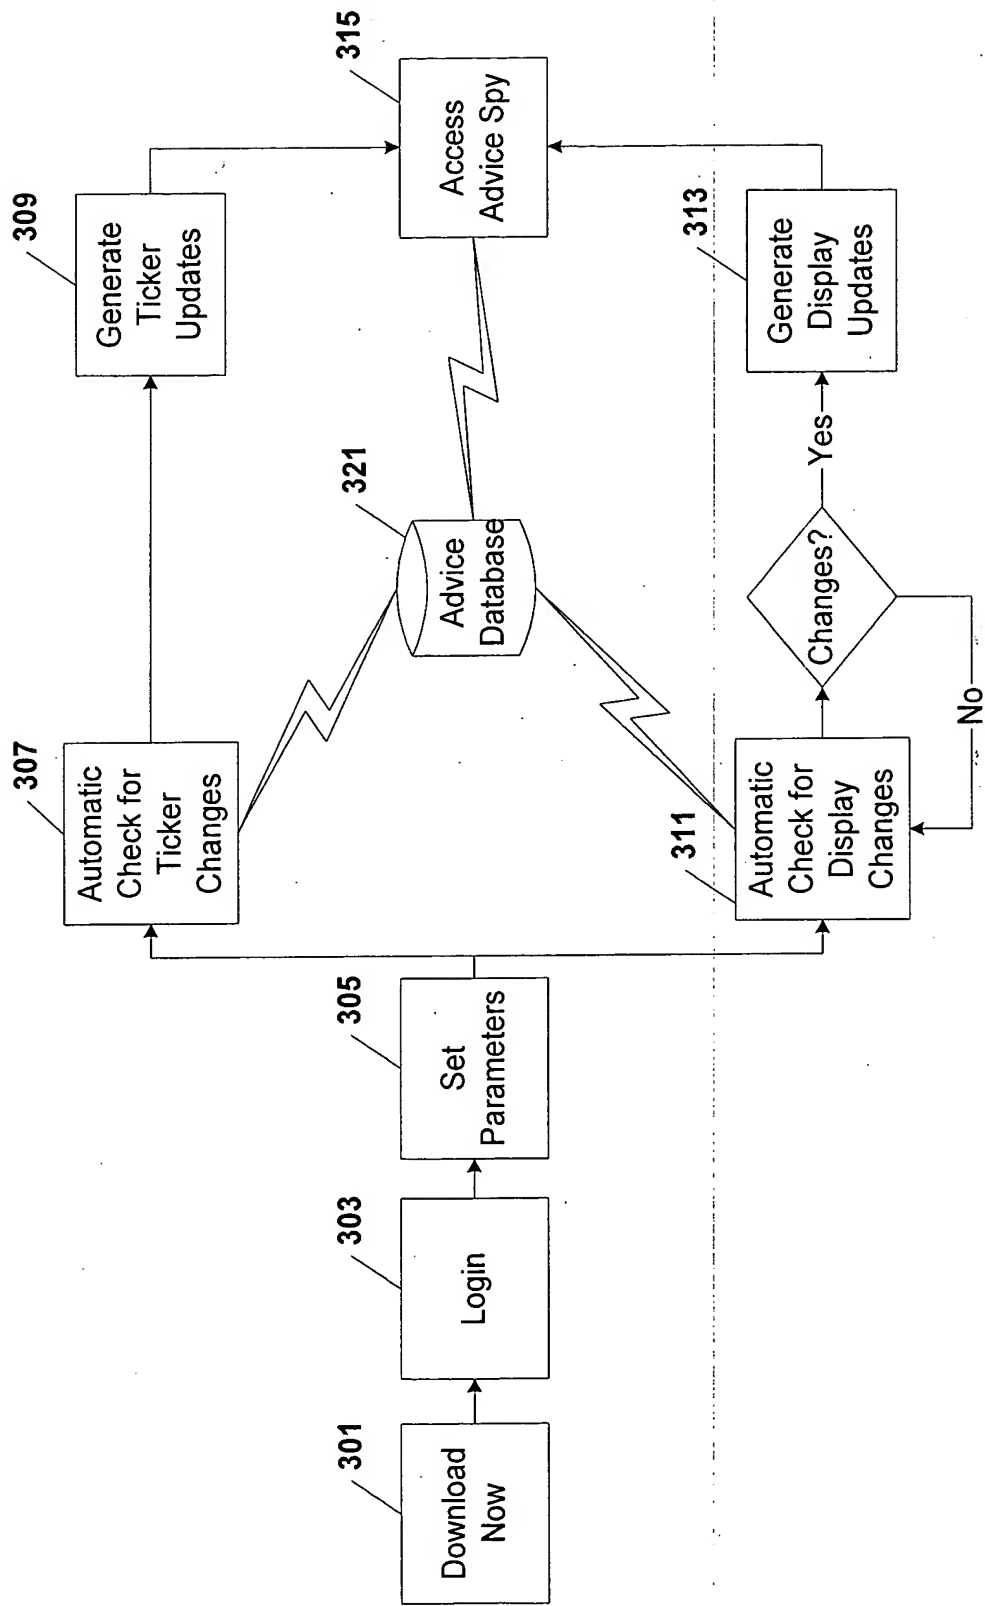 301
Download
Now
303
Login
305
Set
Parameters
307
Automatic
Check for
Ticker
Changes
309
Generate
Ticker
Updates
321
Advice
Database
315
Access
Advice Spy
311
Automatic
Check for
Display
Changes
Changes?
Yes
No
313
Generate
Display
Updates